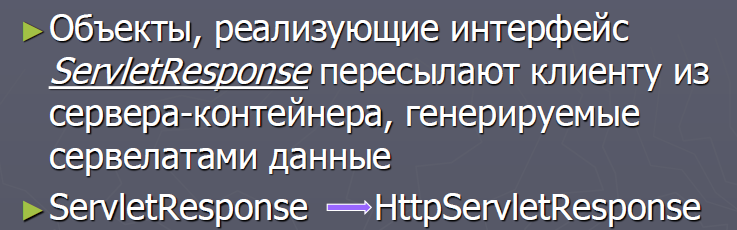 Объекты, реализующие интерфейс
ServletResponse пересылают клиенту из
сервера-контейнера, генерируемые
сервелатами данные
ServletResponse HttpServletResponse